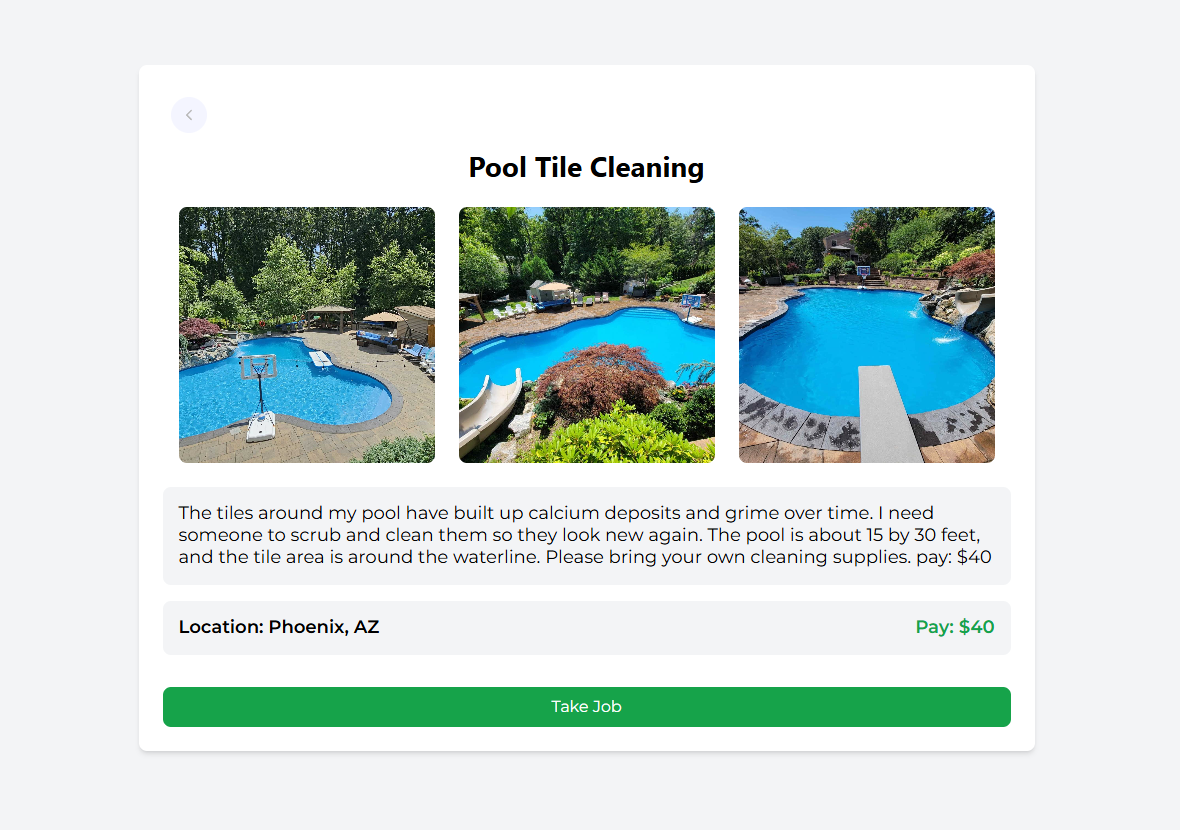 Pool Tile Cleaning
The tiles around my pool have built up calcium deposits and grime over time. I need
someone to scrub and clean them so they look new again. The pool is about 15 by 30 feet,
and the tile area is around the waterline. Please bring your own cleaning supplies. pay: $40
Location: Phoenix, AZ
Pay: $40
Take Job